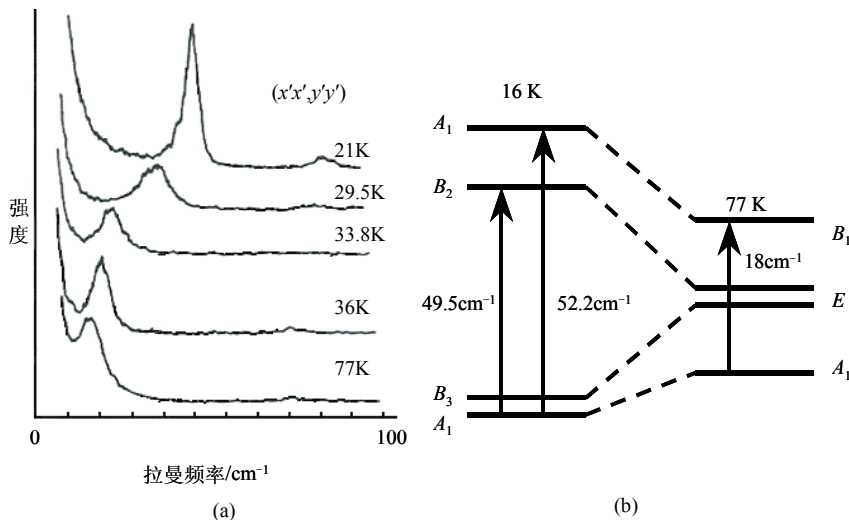 (x′x′,y′y′)
21K
29.5K
33.8K
36K
77K
强度
0
100
拉曼频率/cm⁻¹
(a)
16 K
A₁
B₂
49.5cm⁻¹
52.2cm⁻¹
B₃
A₁
77 K
B₁
18cm⁻¹
E
A₁
(b)